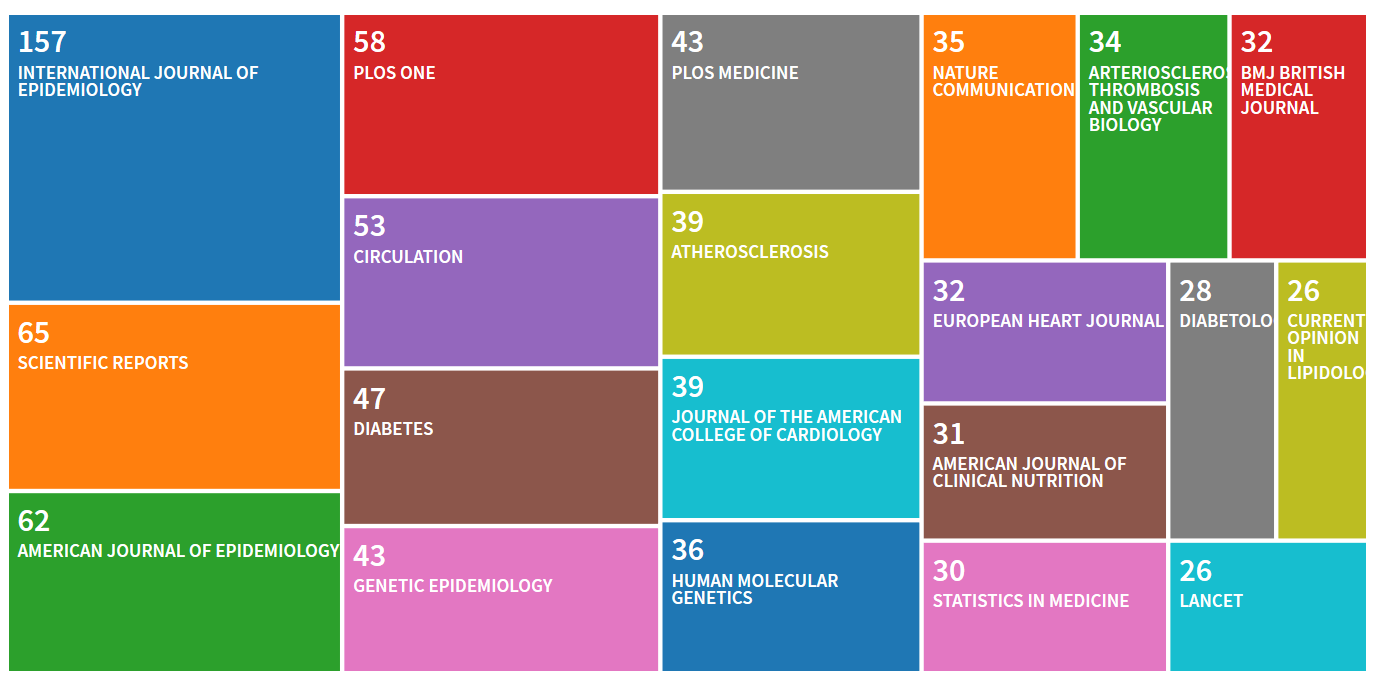 157
INTERNATIONAL JOURNAL OF
EPIDEMIOLOGY
65
SCIENTIFIC REPORTS
62
AMERICAN JOURNAL OF EPIDEMIOLOGY
58
PLOS ONE
53
CIRCULATION
47
DIABETES
43
GENETIC EPIDEMIOLOGY
43
PLOS MEDICINE
39
ATHEROSCLEROSIS
39
JOURNAL OF THE AMERICAN
COLLEGE OF CARDIOLOGY
36
HUMAN MOLECULAR
GENETICS
35
NATURE
COMMUNICATION
34
ARTERIOSCLEROS
THROMBOSIS
AND VASCULAR
BIOLOGY
32
BMJ BRITISH
MEDICAL
JOURNAL
32
EUROPEAN HEART JOURNAL
31
AMERICAN JOURNAL OF
CLINICAL NUTRITION
30
STATISTICS IN MEDICINE
28
DIABETOLO
26
CURRENT
OPINION
IN
LIPIDOLO
26
LANCET